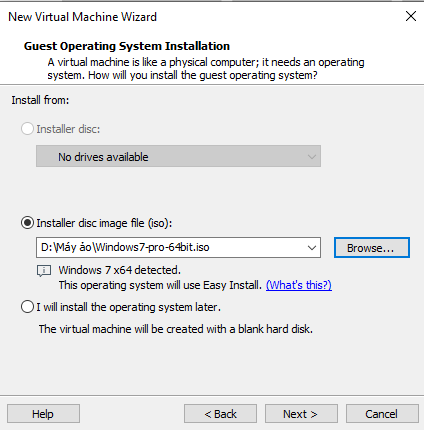 New Virtual Machine Wizard
Guest Operating System Installation
A virtual machine is like a physical computer; it needs an operating
system. How will you install the guest operating system?
Install from:
Installer disc:
No drives available
Installer disc image file (iso):
D:\Máy ảo\Windows7-pro-64bit.iso
Browse...
Windows 7 x64 detected.
This operating system will use Easy Install. (What's this?)
I will install the operating system later.
The virtual machine will be created with a blank hard disk.
Help
< Back
Next >
Cancel